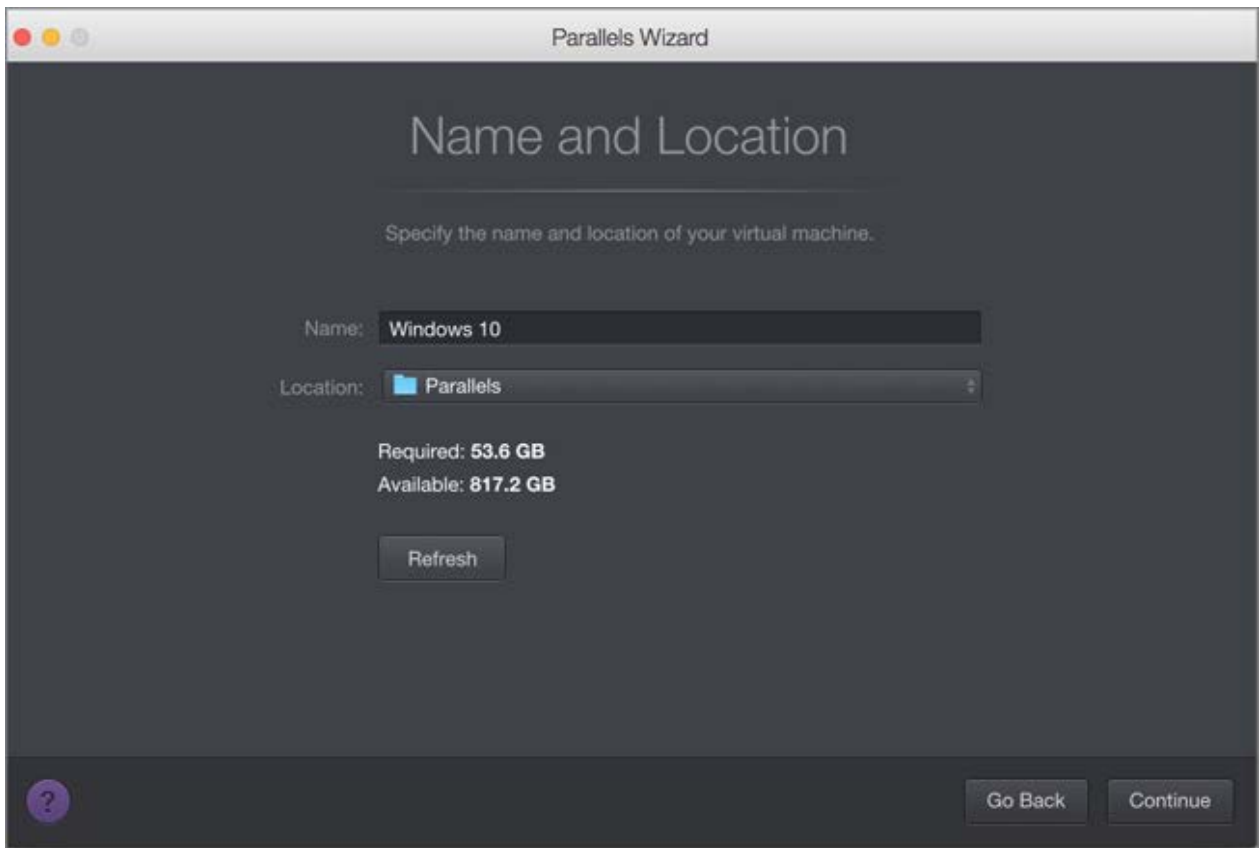 Parallels Wizard
Name and Location
Specify the name and location of your virtual machine.
Name: Windows 10
Location: Parallels
Required: 53.6 GB
Available: 817.2 GB
Refresh
? Go Back Continue